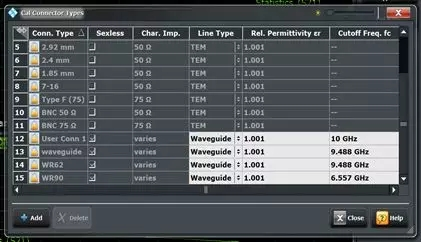 Cal Connector Types
Conn. Type Sexless Char. Imp. Line Type Rel. Permittivity εr Cutoff Freq. fc
5 2.92 mm 50 Ω TEM 1.001 --
6 2.4 mm 50 Ω TEM 1.001 --
7 1.85 mm 50 Ω TEM 1.001 --
8 7-16 50 Ω TEM 1.001 --
9 Type F (75) 75 Ω TEM 1.001 --
10 BNC 50 Ω 50 Ω TEM 1.001 --
11 BNC 75 Ω 75 Ω TEM 1.001 --
12 User Conn 1 varies Waveguide 1.001 10 GHz
13 waveguide varies Waveguide 1.001 9.488 GHz
14 WR62 varies Waveguide 1.001 9.488 GHz
15 WR90 varies Waveguide 1.001 6.557 GHz
Add Delete Close Help